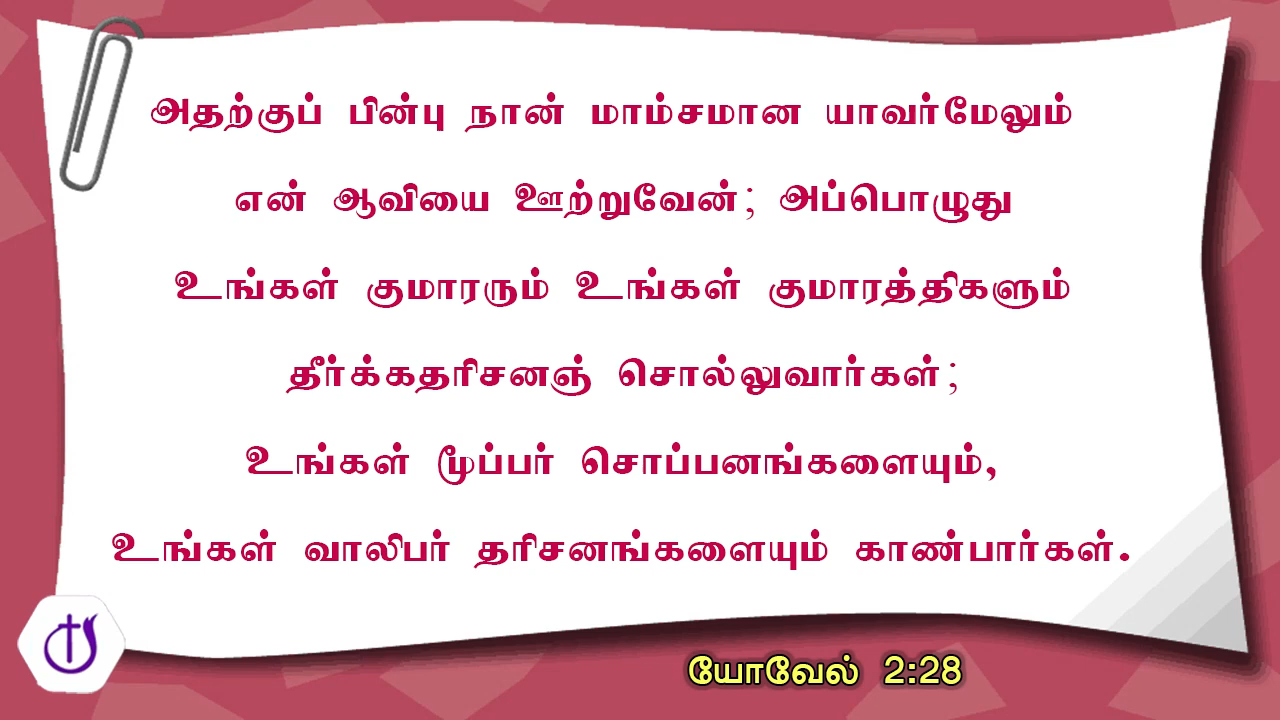 அதற்குப் பின்பு நான் மாம்சமான யாவர்மேலும்
என் ஆவியை ஊற்றுவேன்; அப்பொழுது
உங்கள் குமாரரும் உங்கள் குமாரத்திகளும்
தீர்க்கதரிசனஞ் சொல்லுவார்கள்;
உங்கள் மூப்பர் சொப்பனங்களையும்,
உங்கள் வாலிபர் தரிசனங்களையும் காண்பார்கள்.
யோவேல் 2:28